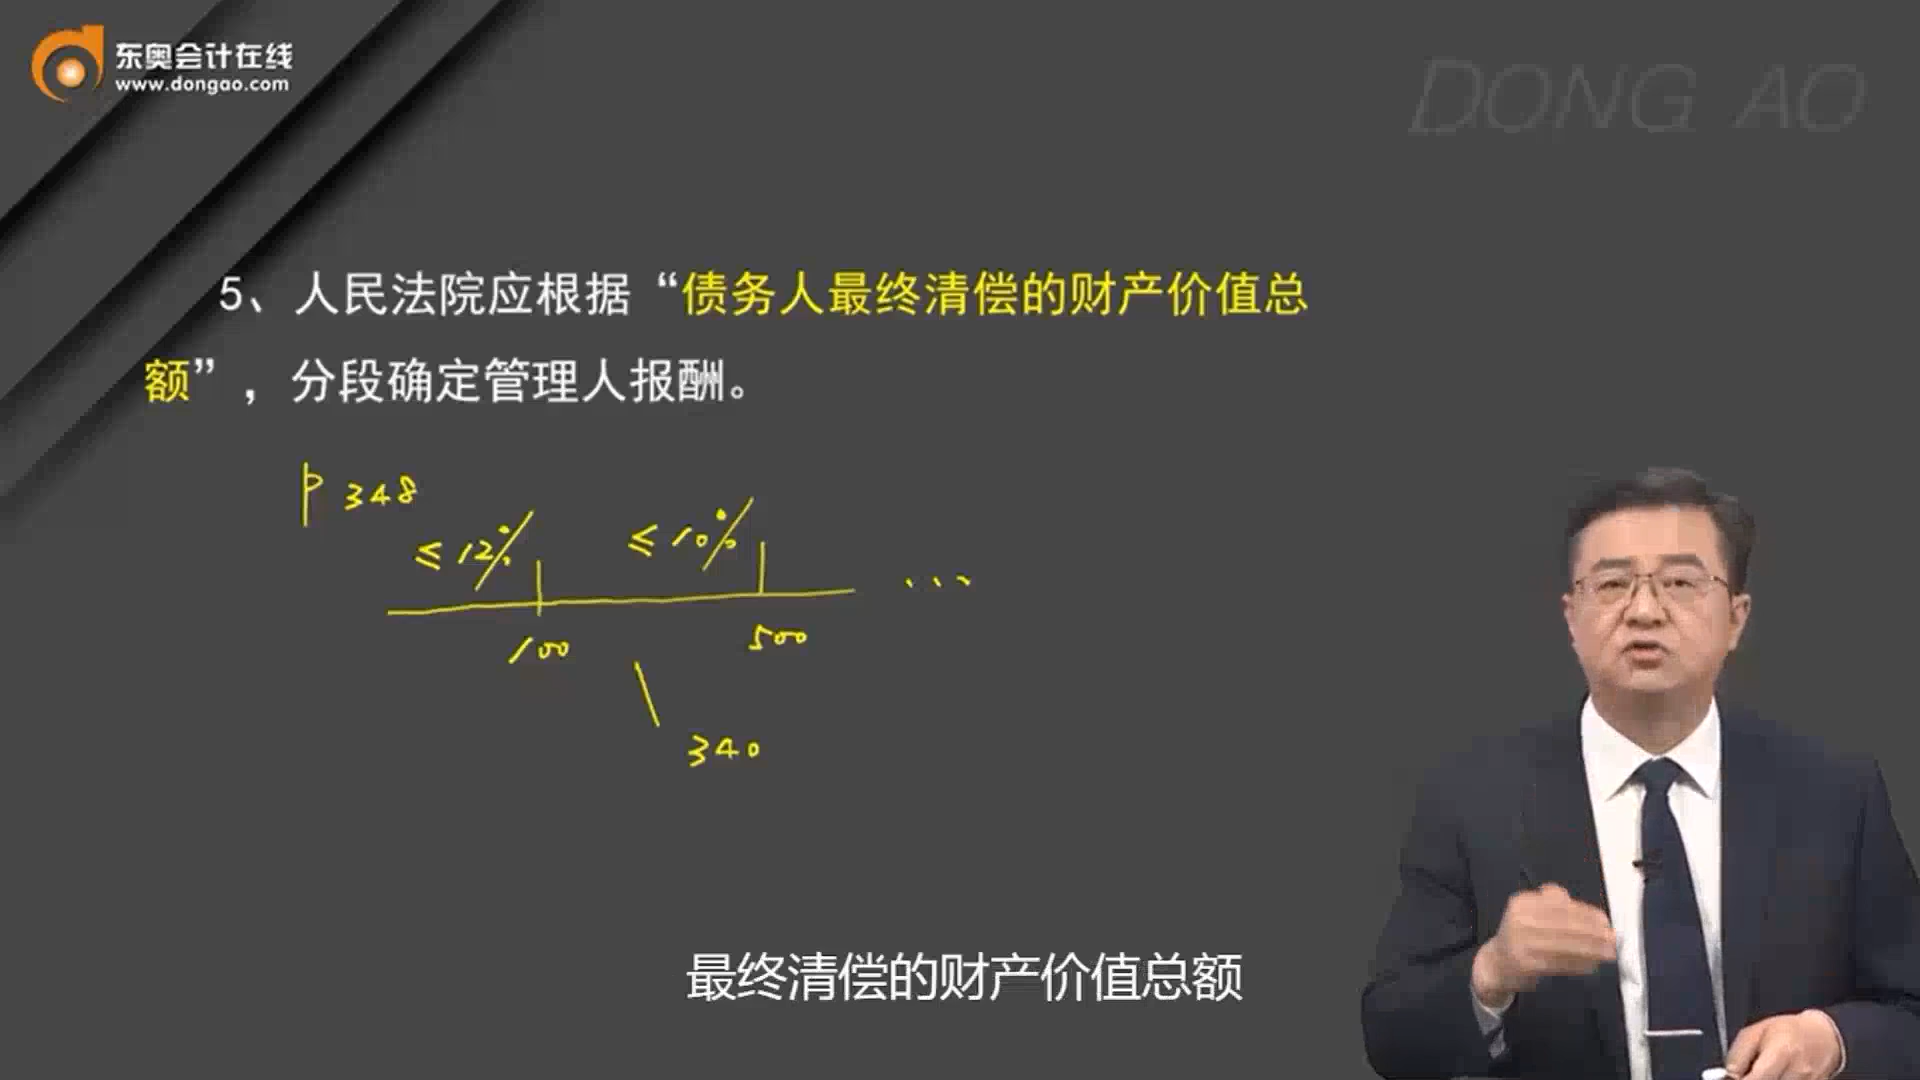 东奥会计在线
www.dongao.com
DONG AO
5、人民法院应根据“债务人最终清偿的财产价值总
额”，分段确定管理人报酬。
P 348
≤12% ≤10%
...
100 500
340
最终清偿的财产价值总额